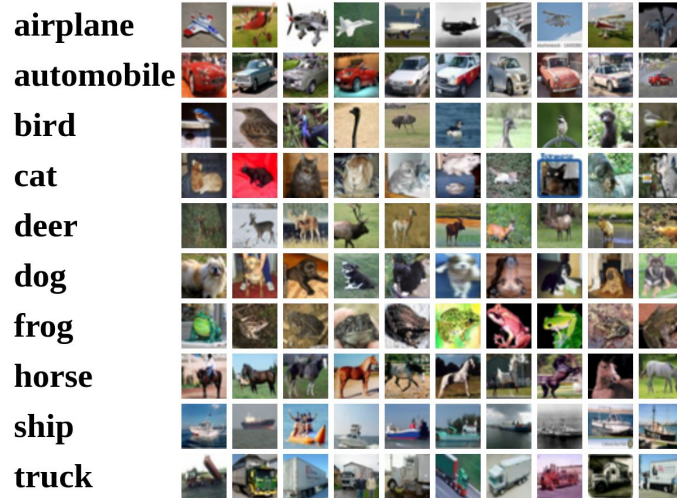 airplane
automobile
bird
cat
deer
dog
frog
horse
ship
truck